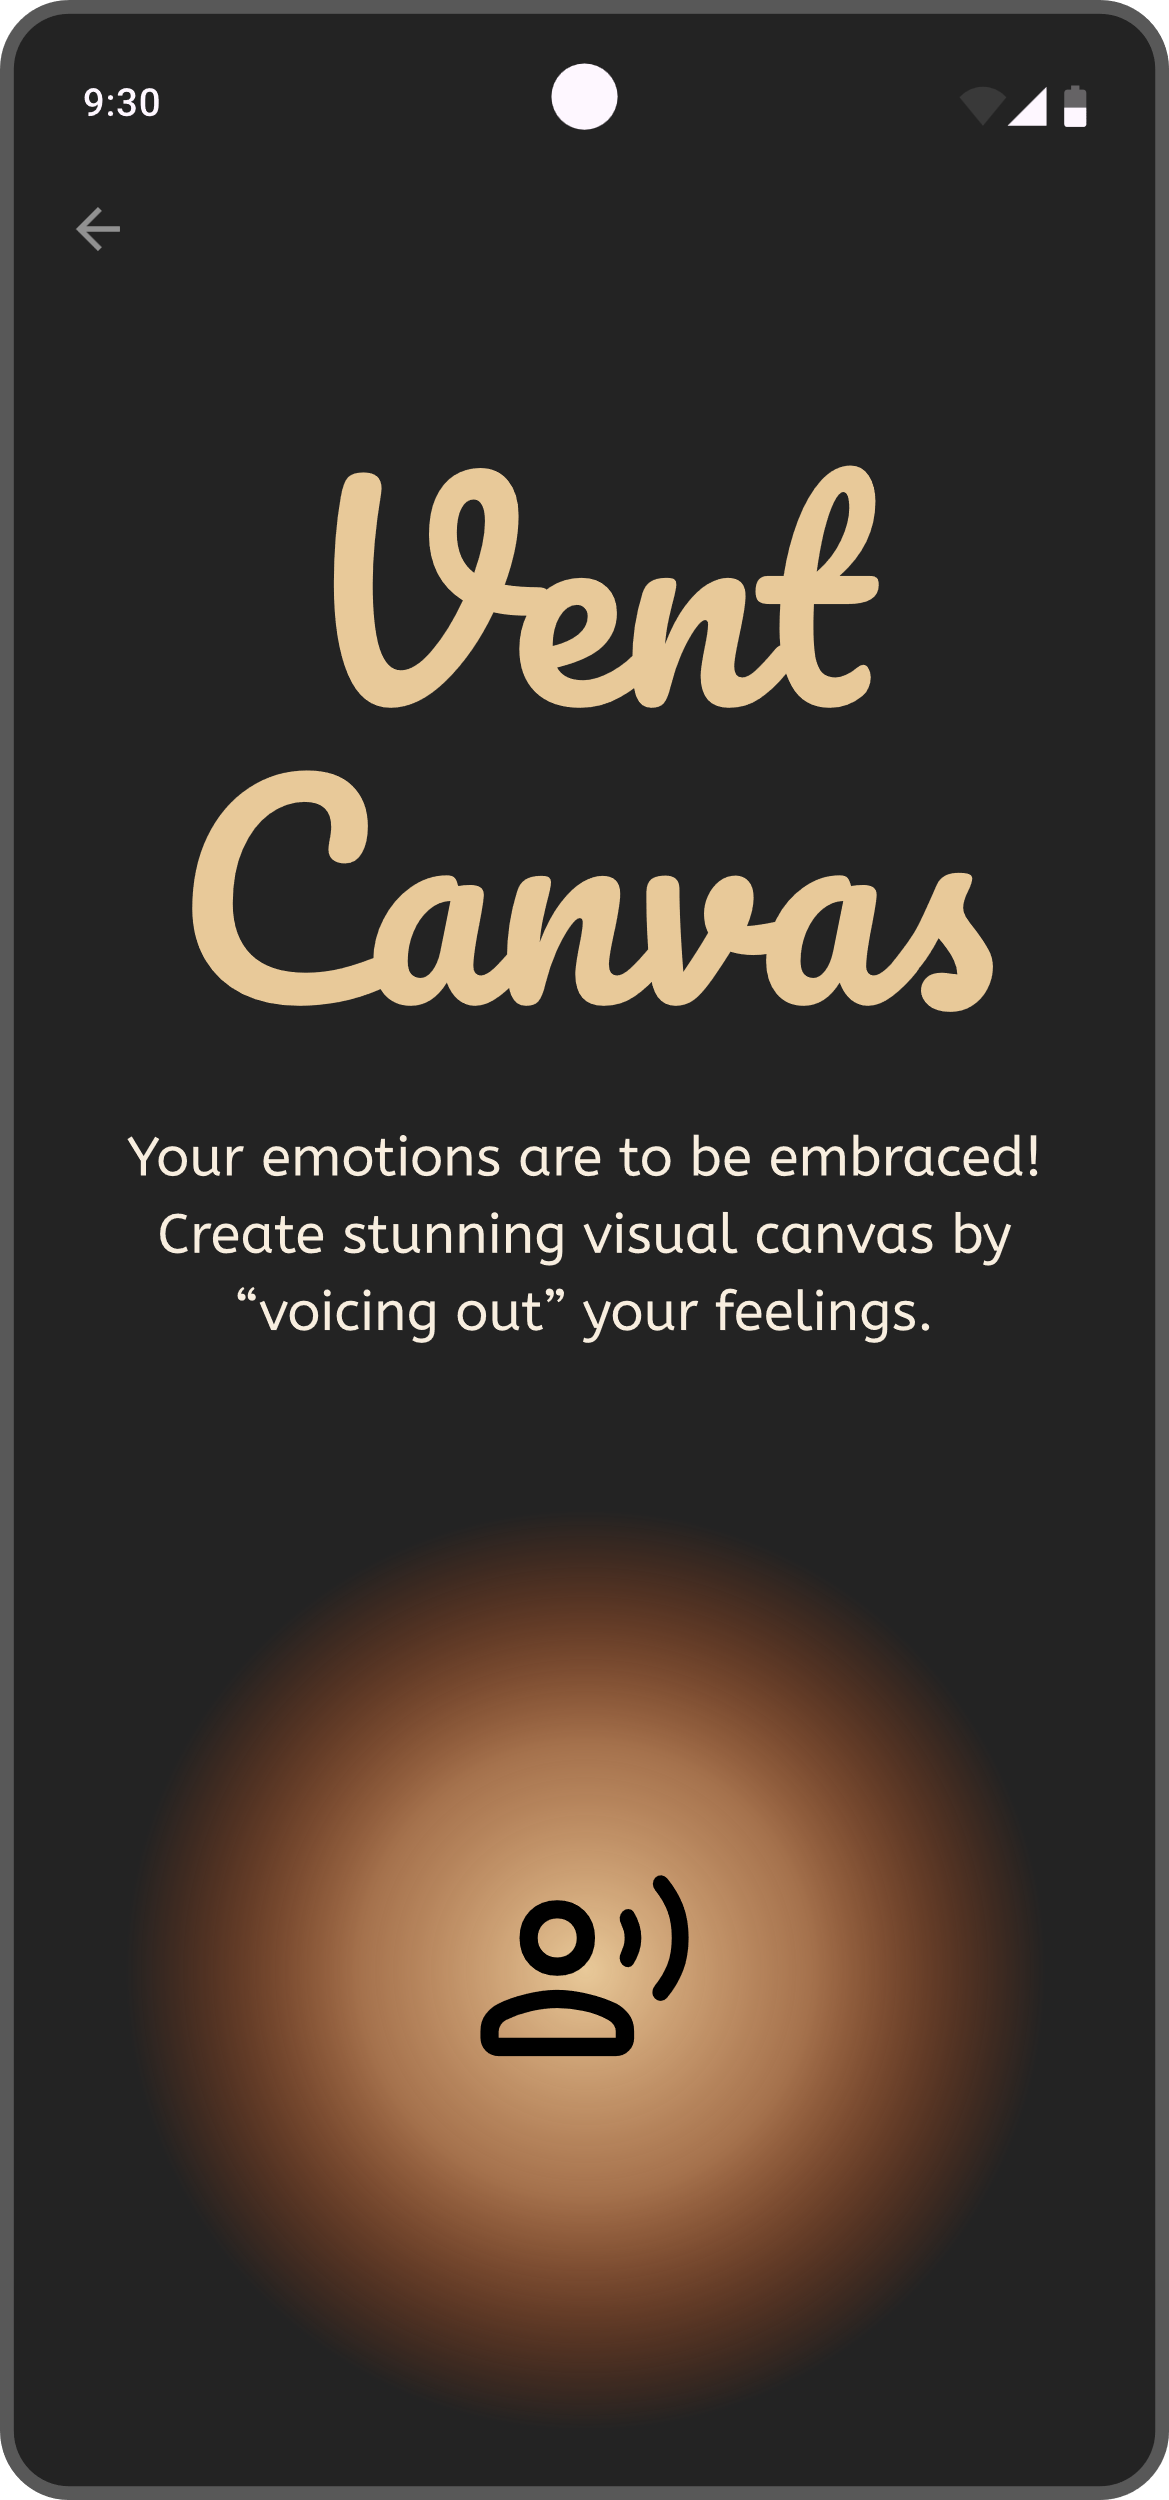 9:30
Vent
Canvas
Your emotions are to be embraced!
Create stunning visual canvas by
“voicing out” your feelings.